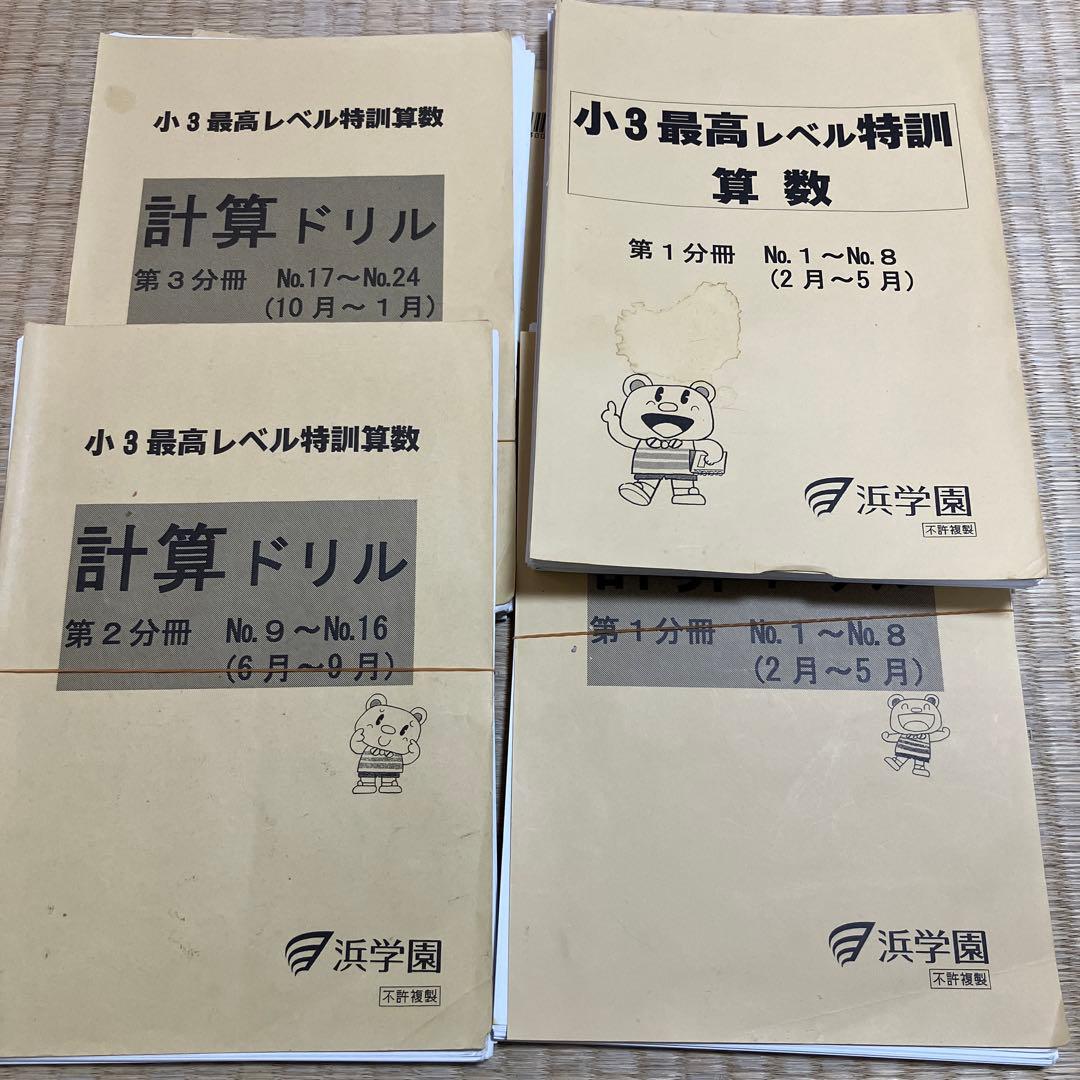 小3最高レベル特訓算数
計算ドリル
第3分冊 No.17～No.24
(10月～1月)
小3最高レベル特訓
算数
第1分冊 No.1～No.8
(2月～5月)
浜学園
不許複製
小3最高レベル特訓算数
計算ドリル
第2分冊 No.9～No.16
(6月～9月)
浜学園
不許複製
計算ドリル
第1分冊 No.1～No.8
(2月～5月)
浜学園
不許複製